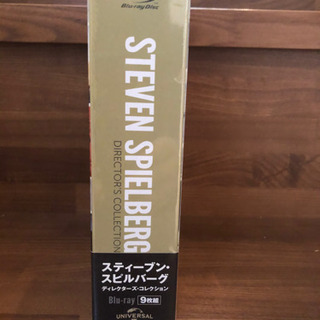 Blu-ray Disc
STEVEN SPIELBERG
DIRECTOR'S COLLECTION
スティーブン・
スピルバーグ
ディレクターズ・コレクション
Blu-ray 9枚組
UNIVERSAL